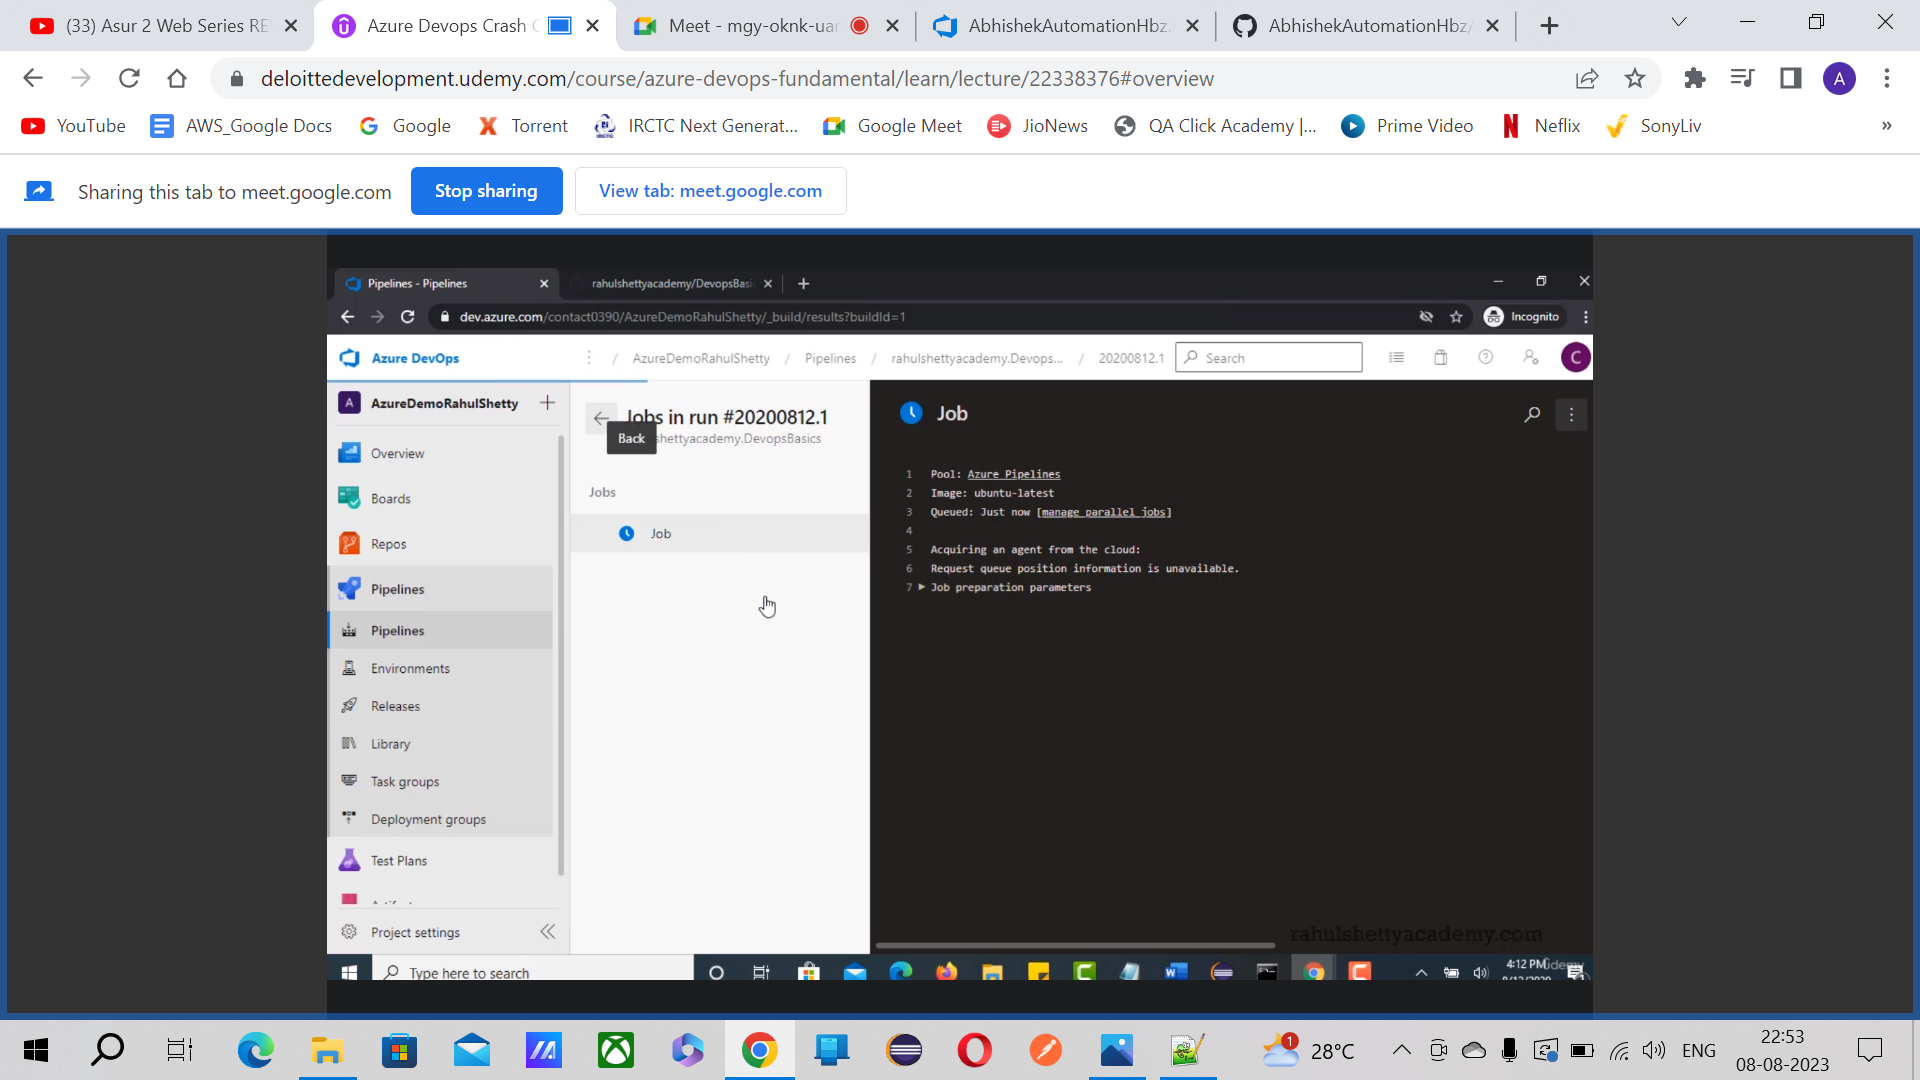 (33) Asur 2 Web Series RE
Azure Devops Crash C
Meet - mgy-oknk-uar
AbhishekAutomationHbz.
AbhishekAutomationHbz/
deloittedevelopment.udemy.com/course/azure-devops-fundamental/learn/lecture/22338376#overview
A
YouTube
AWS_Google Docs
Google
Torrent
IRCTC Next Generat...
Google Meet
JioNews
QA Click Academy |...
Prime Video
Neflix
SonyLiv
»
Sharing this tab to meet.google.com
Stop sharing
View tab: meet.google.com
Pipelines - Pipelines
rahulshettyacademy/DevopsBasi
dev.azure.com/contact0390/AzureDemoRahulShetty/_build/results?buildId=1
Incognito
Azure DevOps
/ AzureDemoRahulShetty / Pipelines / rahulshettyacademy.Devops... / 20200812.1
Search
C
A AzureDemoRahulShetty
Overview
Boards
Repos
Pipelines
Pipelines
Environments
Releases
Library
Task groups
Deployment groups
Test Plans
Project settings
Jobs in run #20200812.1
shettyacademy.DevopsBasics
Back
Jobs
Job
Job
1 Pool: Azure Pipelines
2 Image: ubuntu-latest
3 Queued: Just now [manage parallel jobs]
4
5 Acquiring an agent from the cloud:
6 Request queue position information is unavailable.
7 Job preparation parameters
rahulshettyacademy.com
Type here to search
4:12 PM
1
28°C
ENG
22:53
08-08-2023